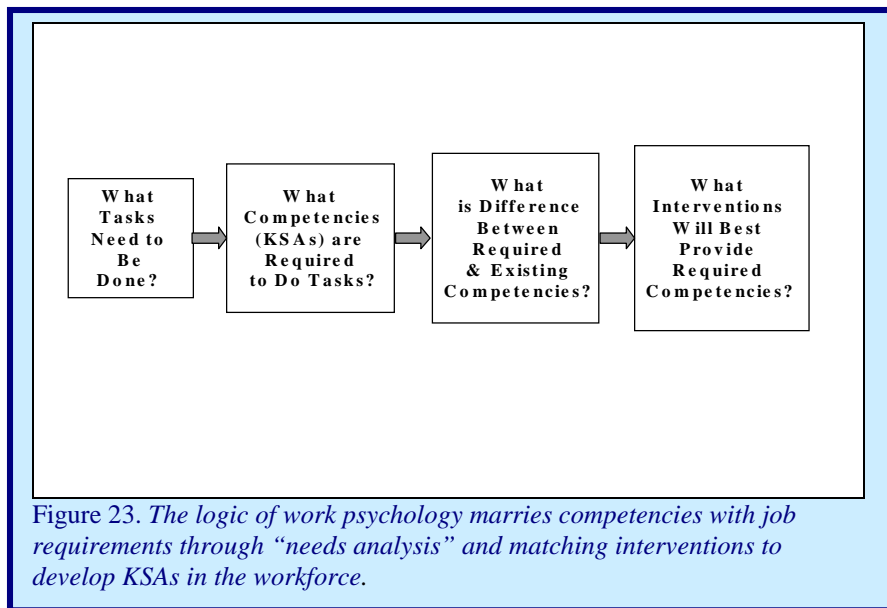 What
Tasks
Need to
Be
Done?
What
Competencies
(KSAs) are
Required
to Do Tasks?
What
is Difference
Between
Required
& Existing
Competencies?
What
Interventions
Will Best
Provide
Required
Competencies?
Figure 23. The logic of work psychology marries competencies with job
requirements through “needs analysis” and matching interventions to
develop KSAs in the workforce.